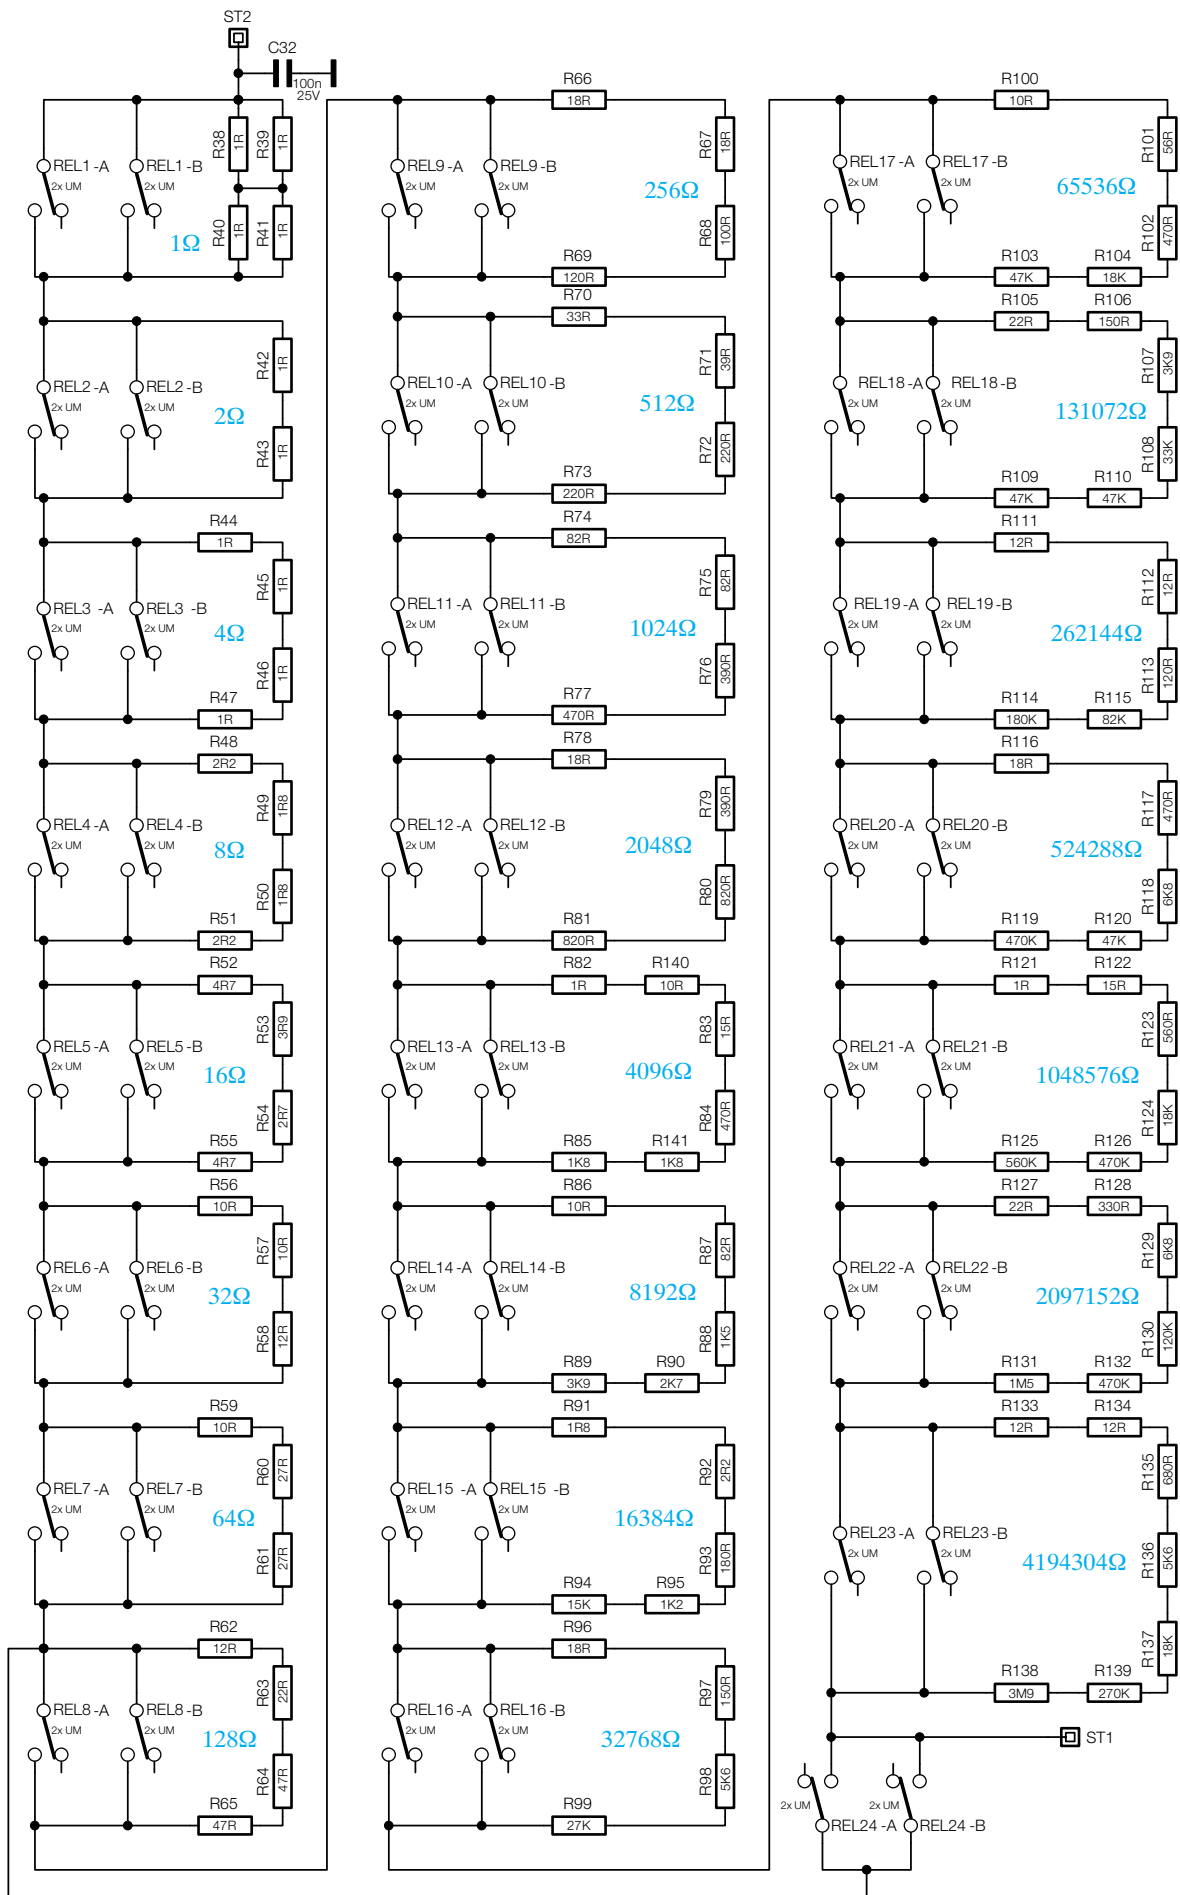 ST2
C32
100n
25V
REL1 -A
2x UM
REL1 -B
2x UM
R38
1R
R39
1R
R40
1R
R41
1R
1Ω
REL2 -A
2x UM
REL2 -B
2x UM
R42
1R
R43
1R
2Ω
R44
1R
REL3 -A
2x UM
REL3 -B
2x UM
R45
1R
R46
1R
4Ω
R47
1R
R48
2R2
REL4 -A
2x UM
REL4 -B
2x UM
R49
1R8
R50
1R8
8Ω
R51
2R2
R52
4R7
REL5 -A
2x UM
REL5 -B
2x UM
R53
3R9
R54
2R7
16Ω
R55
4R7
R56
10R
REL6 -A
2x UM
REL6 -B
2x UM
R57
10R
R58
12R
32Ω
R59
10R
REL7 -A
2x UM
REL7 -B
2x UM
R60
27R
R61
27R
64Ω
R62
12R
REL8 -A
2x UM
REL8 -B
2x UM
R63
22R
R64
47R
128Ω
R65
47R
R66
18R
REL9 -A
2x UM
REL9 -B
2x UM
R67
18R
R68
100R
256Ω
R69
120R
R70
33R
REL10 -A
2x UM
REL10 -B
2x UM
R71
39R
R72
220R
512Ω
R73
220R
R74
82R
REL11 -A
2x UM
REL11 -B
2x UM
R75
82R
R76
390R
1024Ω
R77
470R
R78
18R
REL12 -A
2x UM
REL12 -B
2x UM
R79
390R
R80
820R
2048Ω
R81
820R
R82
1R
R140
10R
REL13 -A
2x UM
REL13 -B
2x UM
R83
15R
R84
470R
4096Ω
R85
1K8
R141
1K8
R86
10R
REL14 -A
2x UM
REL14 -B
2x UM
R87
82R
R88
1K5
8192Ω
R89
3K9
R90
2K7
R91
1R8
REL15 -A
2x UM
REL15 -B
2x UM
R92
2R2
R93
180R
16384Ω
R94
15K
R95
1K2
R96
18R
REL16 -A
2x UM
REL16 -B
2x UM
R97
150R
R98
5K6
32768Ω
R99
27K
R100
10R
REL17 -A
2x UM
REL17 -B
2x UM
R101
56R
R102
470R
65536Ω
R103
47K
R104
18K
R105
22R
R106
150R
REL18 -A
2x UM
REL18 -B
2x UM
R107
3K9
R108
33K
131072Ω
R109
47K
R110
47K
R111
12R
REL19 -A
2x UM
REL19 -B
2x UM
R112
12R
R113
120R
262144Ω
R114
180K
R115
82K
R116
18R
REL20 -A
2x UM
REL20 -B
2x UM
R117
470R
R118
6K8
524288Ω
R119
470K
R120
47K
R121
1R
R122
15R
REL21 -A
2x UM
REL21 -B
2x UM
R123
560R
R124
18K
1048576Ω
R125
560K
R126
470K
R127
22R
R128
330R
REL22 -A
2x UM
REL22 -B
2x UM
R129
6K8
R130
120K
2097152Ω
R131
1M5
R132
470K
R133
12R
R134
12R
REL23 -A
2x UM
REL23 -B
2x UM
R135
680R
R136
5K6
R137
18K
4194304Ω
R138
3M9
R139
270K
ST1
2x UM
REL24 -A
2x UM
REL24 -B